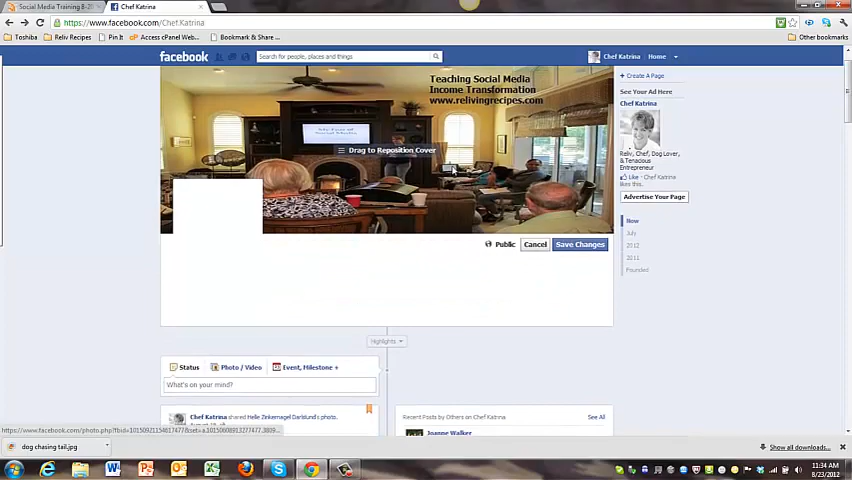 Social Media Training 8-20
Chef Katrina
https://www.facebook.com/Chef.Katrina
Toshiba
Reliv Recipes
Pin It
Access cPanel Web...
Bookmark & Share ...
Other bookmarks
facebook
Search for people, places and things
Chef Katrina
Home
Teaching Social Media
Income Transformation
www.relivingrecipes.com
Drag to Reposition Cover
Public
Cancel
Save Changes
Create A Page
See Your Ad Here
Chef Katrina
Reliv, Chef, Dog Lover,
& Tenacious
Entrepreneur
Like · Chef Katrina
likes this.
Advertise Your Page
Now
July
2012
2011
Founded
Highlights
Status
Photo / Video
Event, Milestone +
What's on your mind?
Chef Katrina shared Helle Zinkernagel Darlslund's photo.
Recent Posts by Others on Chef Katrina
See All
Joanne Walker
dog chasing tail.jpg
Show all downloads...
11:34 AM
8/23/2012